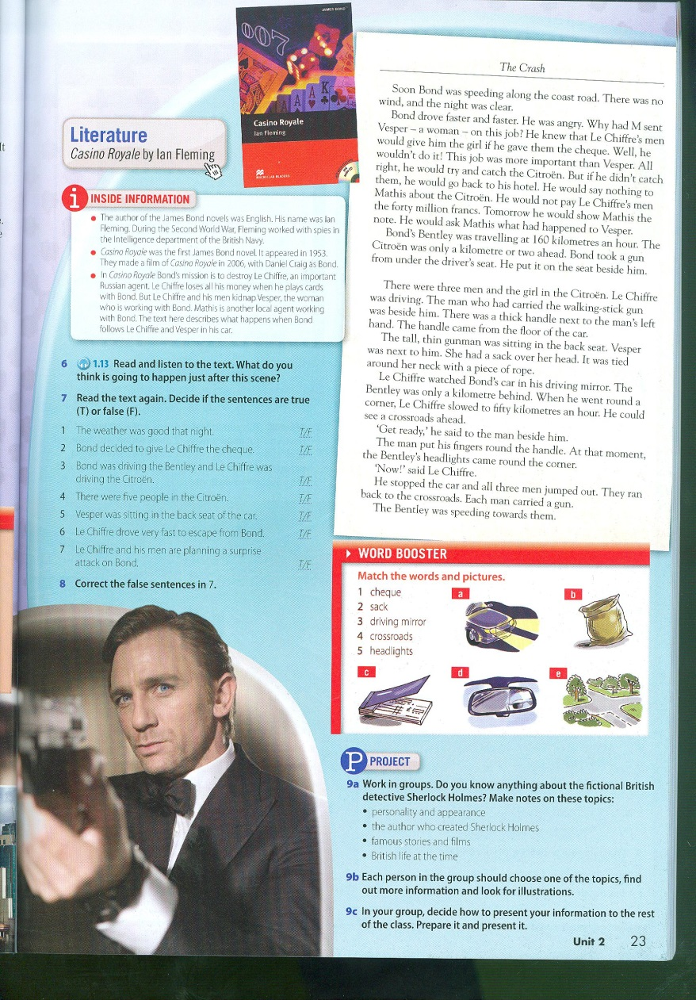 JAMES BOND
007
A A A K
Casino Royale
Ian Fleming
MACMILLAN READERS
Literature
Casino Royale by Ian Fleming
i INSIDE INFORMATION
• The author of the James Bond novels was English. His name was Ian
Fleming. During the Second World War, Fleming worked with spies in
the Intelligence department of the British Navy.
• Casino Royale was the first James Bond novel. It appeared in 1953.
They made a film of Casino Royale in 2006, with Daniel Craig as Bond.
• In Casino Royale Bond's mission is to destroy Le Chiffre, an important
Russian agent. Le Chiffre loses all his money when he plays cards
with Bond. But Le Chiffre and his men kidnap Vesper, the woman
who is working with Bond. Mathis is another local agent working
with Bond. The text here describes what happens when Bond
follows Le Chiffre and Vesper in his car.
6 1.13 Read and listen to the text. What do you
think is going to happen just after this scene?
7 Read the text again. Decide if the sentences are true
(T) or false (F).
1 The weather was good that night. T/F
2 Bond decided to give Le Chiffre the cheque. T/F
3 Bond was driving the Bentley and Le Chiffre was
driving the Citroën. T/F
4 There were five people in the Citroën. T/F
5 Vesper was sitting in the back seat of the car. T/F
6 Le Chiffre drove very fast to escape from Bond. T/F
7 Le Chiffre and his men are planning a surprise
attack on Bond. T/F
8 Correct the false sentences in 7.
The Crash
Soon Bond was speeding along the coast road. There was no
wind, and the night was clear.
Bond drove faster and faster. He was angry. Why had M sent
Vesper – a woman – on this job? He knew that Le Chiffre's men
would give him the girl if he gave them the cheque. Well, he
wouldn't do it! This job was more important than Vesper. All
right, he would try and catch the Citroën. But if he didn't catch
them, he would go back to his hotel. He would say nothing to
Mathis about the Citroën. He would not pay Le Chiffre's men
the forty million francs. Tomorrow he would show Mathis the
note. He would ask Mathis what had happened to Vesper.
Bond's Bentley was travelling at 160 kilometres an hour. The
Citroën was only a kilometre or two ahead. Bond took a gun
from under the driver's seat. He put it on the seat beside him.
There were three men and the girl in the Citroën. Le Chiffre
was driving. The man who had carried the walking-stick gun
was beside him. There was a thick handle next to the man's left
hand. The handle came from the floor of the car.
The tall, thin gunman was sitting in the back seat. Vesper
was next to him. She had a sack over her head. It was tied
around her neck with a piece of rope.
Le Chiffre watched Bond's car in his driving mirror. The
Bentley was only a kilometre behind. When he went round a
corner, Le Chiffre slowed to fifty kilometres an hour. He could
see a crossroads ahead.
'Get ready,' he said to the man beside him.
The man put his fingers round the handle. At that moment,
the Bentley's headlights came round the corner.
'Now!' said Le Chiffre.
He stopped the car and all three men jumped out. They ran
back to the crossroads. Each man carried a gun.
The Bentley was speeding towards them.
WORD BOOSTER
Match the words and pictures.
1 cheque
2 sack
3 driving mirror
4 crossroads
5 headlights
a
b
c
d
e
P PROJECT
9a Work in groups. Do you know anything about the fictional British
detective Sherlock Holmes? Make notes on these topics:
• personality and appearance
• the author who created Sherlock Holmes
• famous stories and films
• British life at the time
9b Each person in the group should choose one of the topics, find
out more information and look for illustrations.
9c In your group, decide how to present your information to the rest
of the class. Prepare it and present it.
Unit 2 23